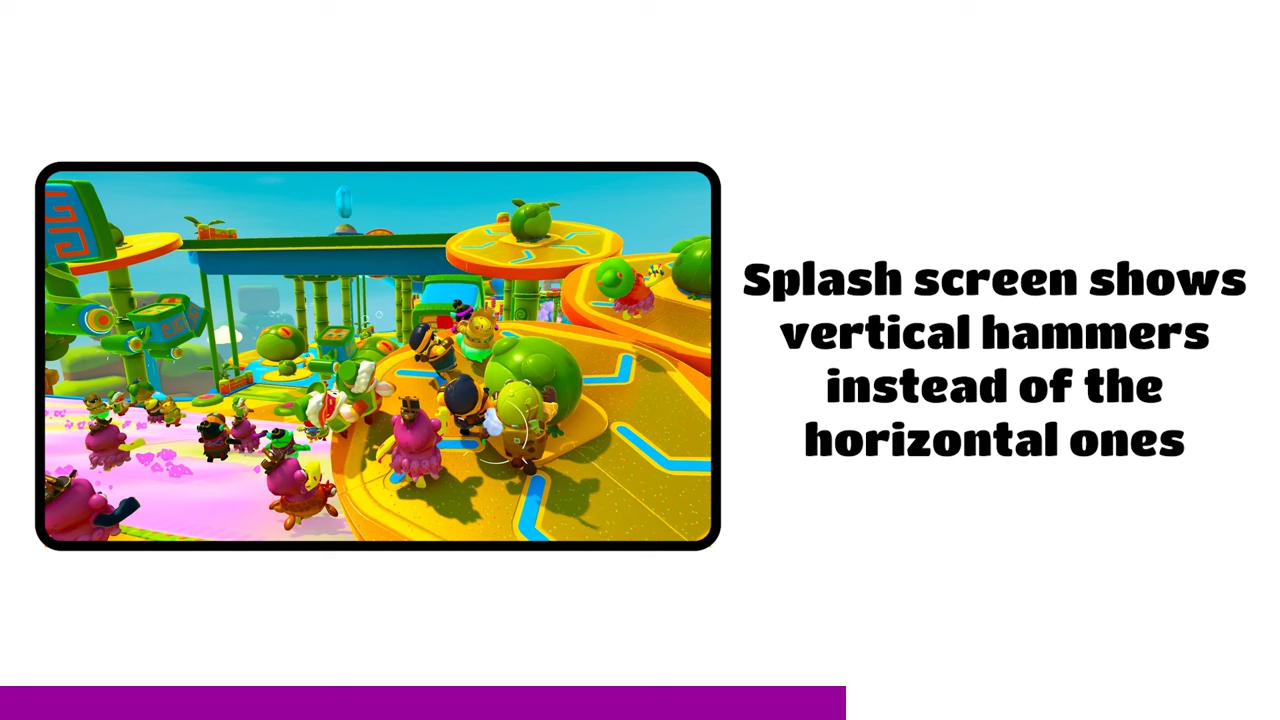 Splash screen shows
vertical hammers
instead of the
horizontal ones